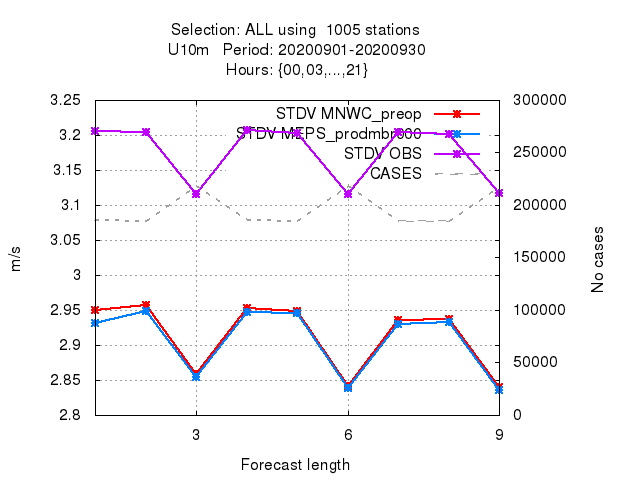 Selection: ALL using  1005 stations
U10m   Period: 20200901-20200930
Hours: {00,03,...,21}
STDV MNWC_preop
STDV MEPS_prodmbr000
STDV OBS
CASES
3.25
3.2
3.15
3.1
3.05
3
2.95
2.9
2.85
2.8
300000
250000
200000
150000
100000
50000
0
m/s
No cases
3 6 9
Forecast length